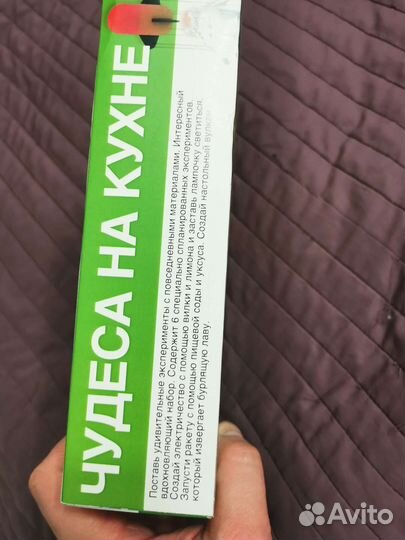 ЧУДЕСА НА КУХНЕ
Поставь удивительные эксперименты с повседневными материалами. Интересный
вдохновляющий набор. Содержит 6 специально спланированных экспериментов.
Создай электричество с помощью вилки и лимона и заставь лампочку светиться.
Запусти ракету с помощью пищевой соды и уксуса. Создай настольный вулкан
который извергает бурлящую лаву.
Avito